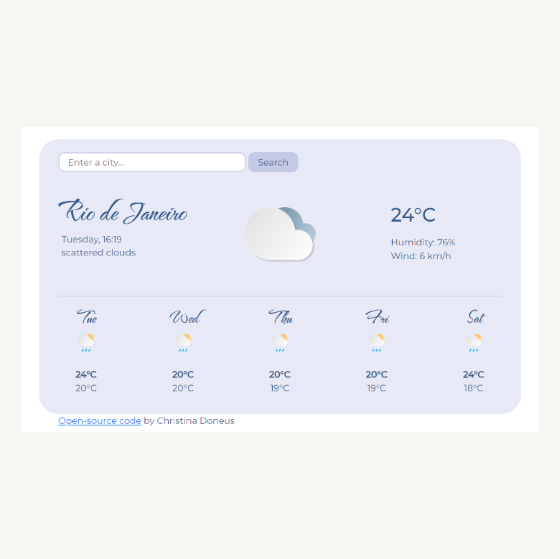 Enter a city...
Search
Rio de Janeiro
Tuesday, 16:19
scattered clouds
24°C
Humidity: 76%
Wind: 6 km/h
Tue Wed Thu Fri Sat
24°C 20°C 20°C 20°C 24°C
20°C 20°C 19°C 19°C 18°C
Open-source code by Christina Doneus